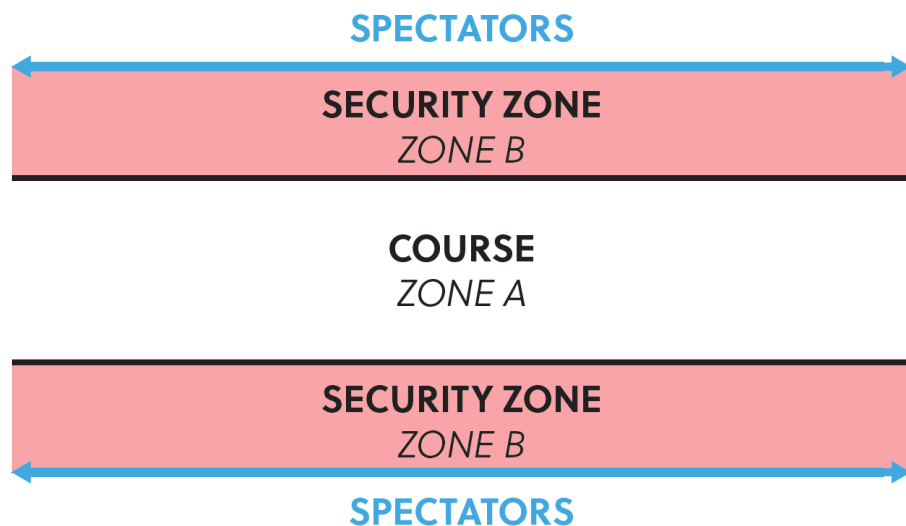 SPECTATORS
SECURITY ZONE
ZONE B
COURSE
ZONE A
SECURITY ZONE
ZONE B
SPECTATORS